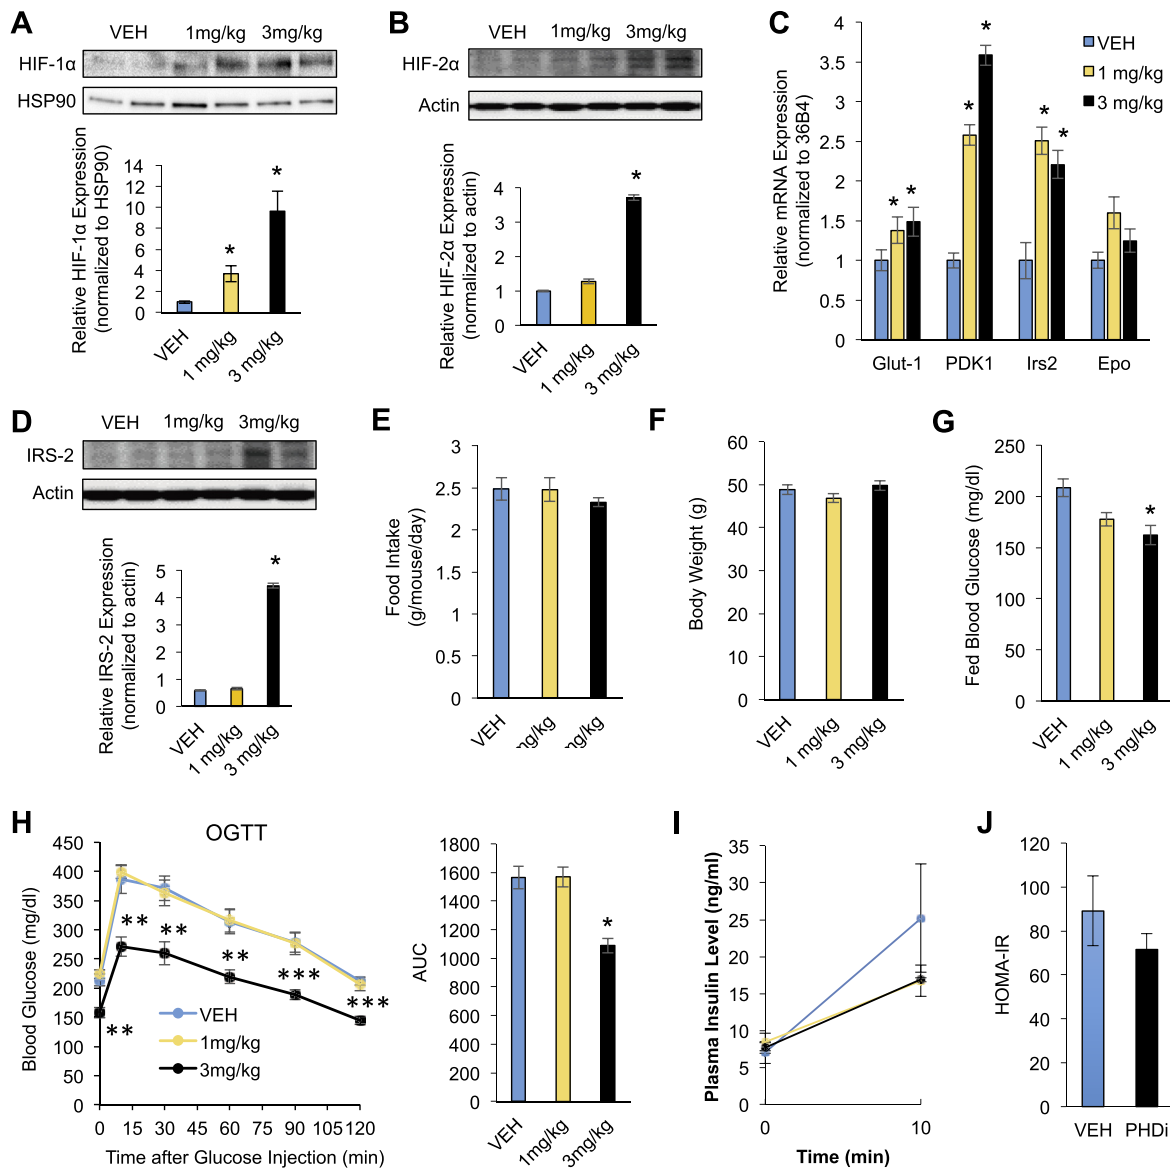 A
VEH 1mg/kg 3mg/kg
HIF-1α
HSP90
Relative HIF-1α Expression
(normalized to HSP90)
14
12
10
8
6
4
2
0
*
*
VEH
1 mg/kg
3 mg/kg
B
VEH 1mg/kg 3mg/kg
HIF-2α
Actin
Relative HIF-2α Expression
(normalized to actin)
4
3
2
1
0
*
VEH
1 mg/kg
3 mg/kg
C
Relative mRNA Expression
(normalized to 36B4)
4
3.5
3
2.5
2
1.5
1
0.5
0
* * * * * *
VEH
1 mg/kg
3 mg/kg
Glut-1 PDK1 Irs2 Epo
D
VEH 1mg/kg 3mg/kg
IRS-2
Actin
Relative IRS-2 Expression
(normalized to actin)
5
4
3
2
1
0
*
VEH
1 mg/kg
3 mg/kg
E
Food Intake
(g/mouse/day)
3
2.5
2
1.5
1
0.5
0
VEH
mg/kg
mg/kg
F
Body Weight (g)
60
50
40
30
20
10
0
VEH
1 mg/kg
3 mg/kg
G
Fed Blood Glucose (mg/dl)
250
200
150
100
50
0
*
VEH
1 mg/kg
3 mg/kg
H
OGTT
Blood Glucose (mg/dl)
450
400
350
300
250
200
150
100
50
0
**
**
**
**
***
***
VEH
1mg/kg
3mg/kg
0 15 30 45 60 75 90 105 120
Time after Glucose Injection (min)
AUC
1800
1600
1400
1200
1000
800
600
400
200
0
*
VEH 1mg/kg 3mg/kg
I
Plasma Insulin Level (ng/ml)
35
30
25
20
15
10
5
0
0 10
Time (min)
J
HOMA-IR
120
100
80
60
40
20
0
VEH PHDi